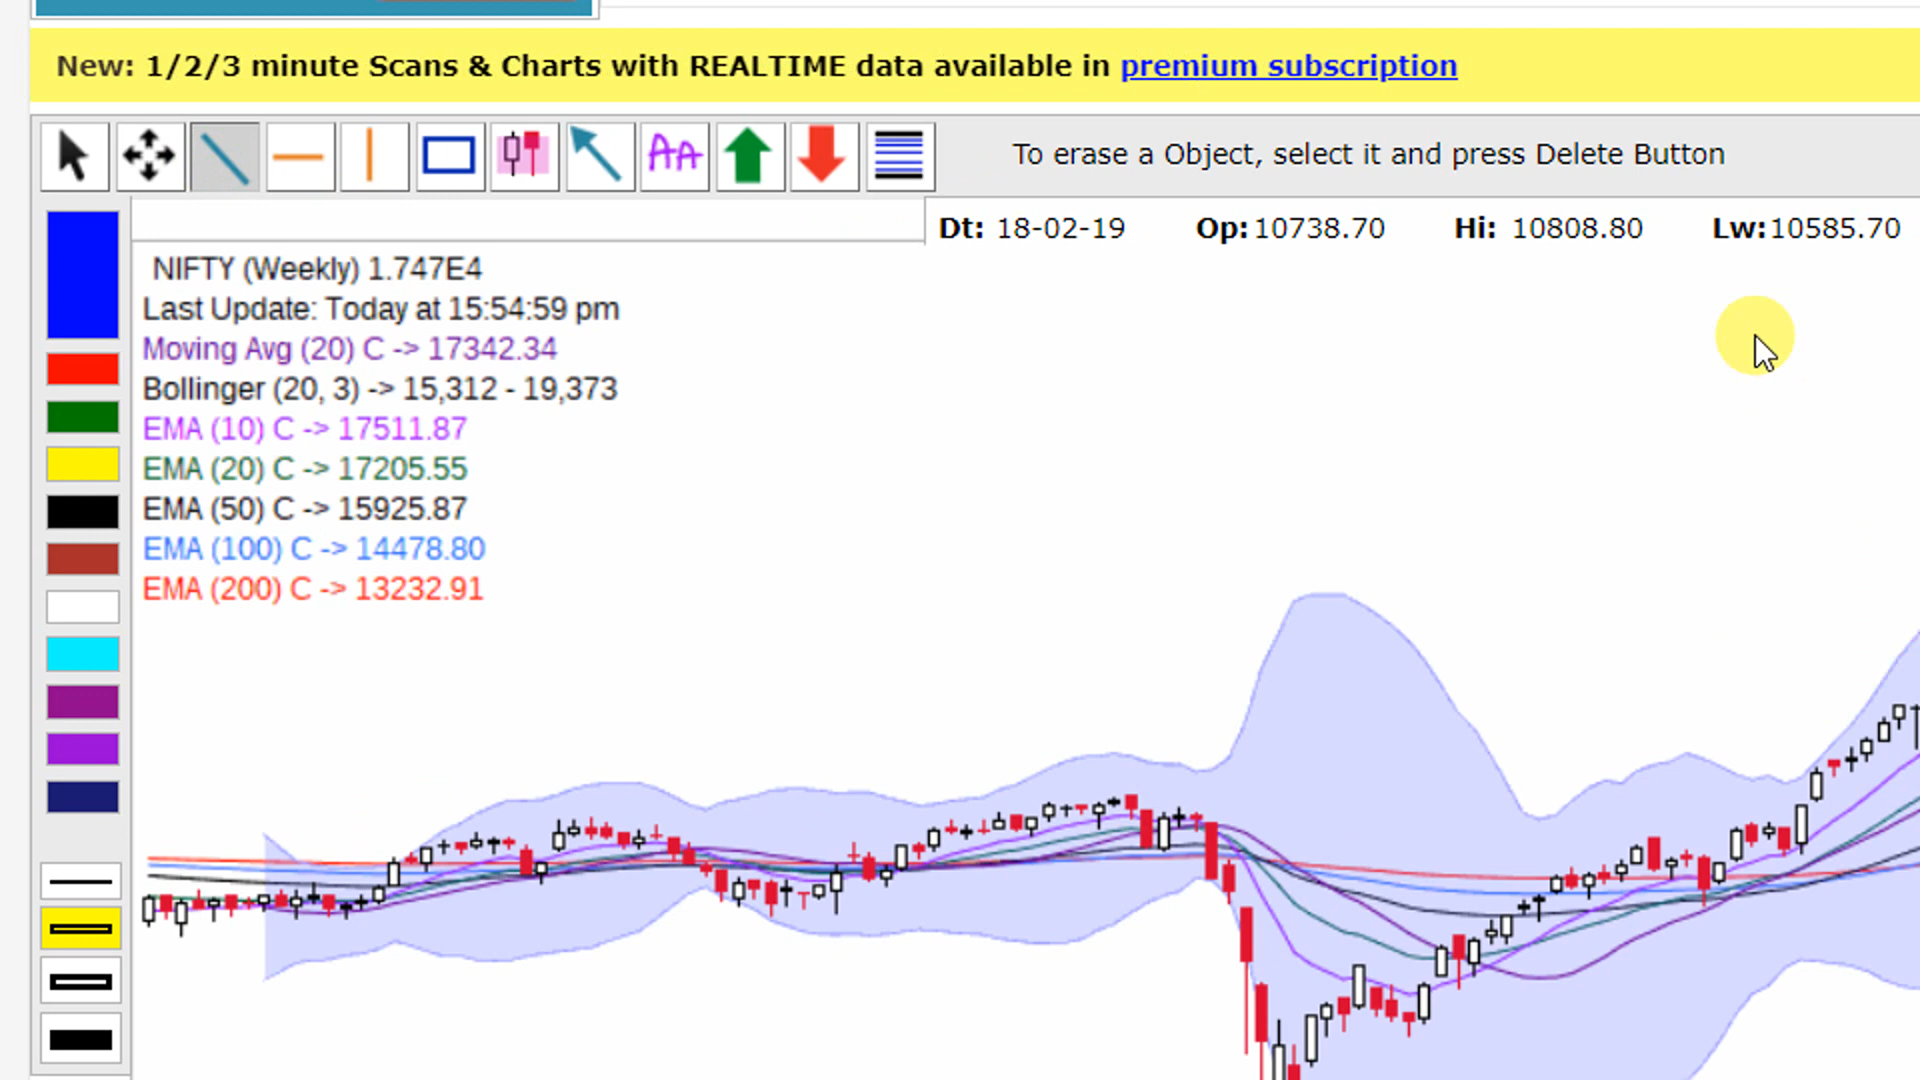 New: 1/2/3 minute Scans & Charts with REALTIME data available in premium subscription
AA
To erase a Object, select it and press Delete Button
Dt: 18-02-19 Op:10738.70 Hi: 10808.80 Lw:10585.70
NIFTY (Weekly) 1.747E4
Last Update: Today at 15:54:59 pm
Moving Avg (20) C -> 17342.34
Bollinger (20, 3) -> 15,312 - 19,373
EMA (10) C -> 17511.87
EMA (20) C -> 17205.55
EMA (50) C -> 15925.87
EMA (100) C -> 14478.80
EMA (200) C -> 13232.91